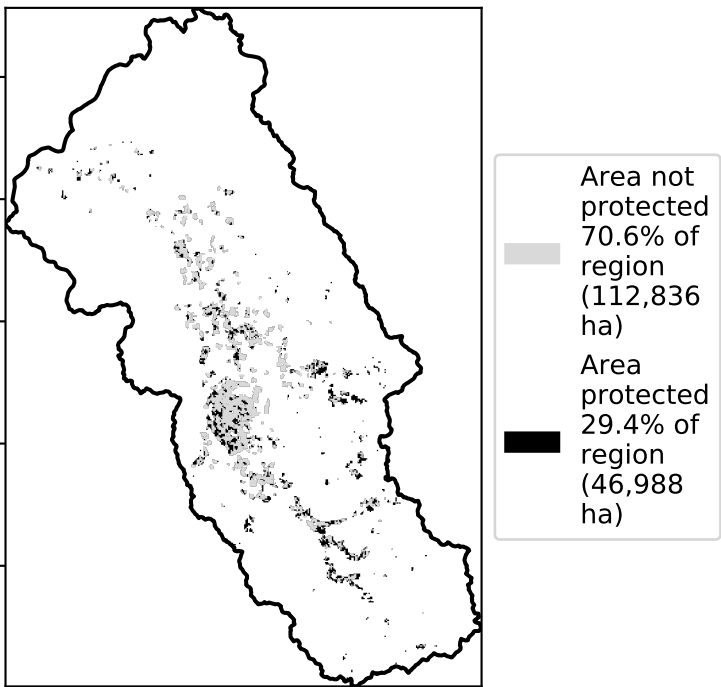 Area not
protected
70.6% of
region
(112,836
ha)
Area
protected
29.4% of
region
(46,988
ha)